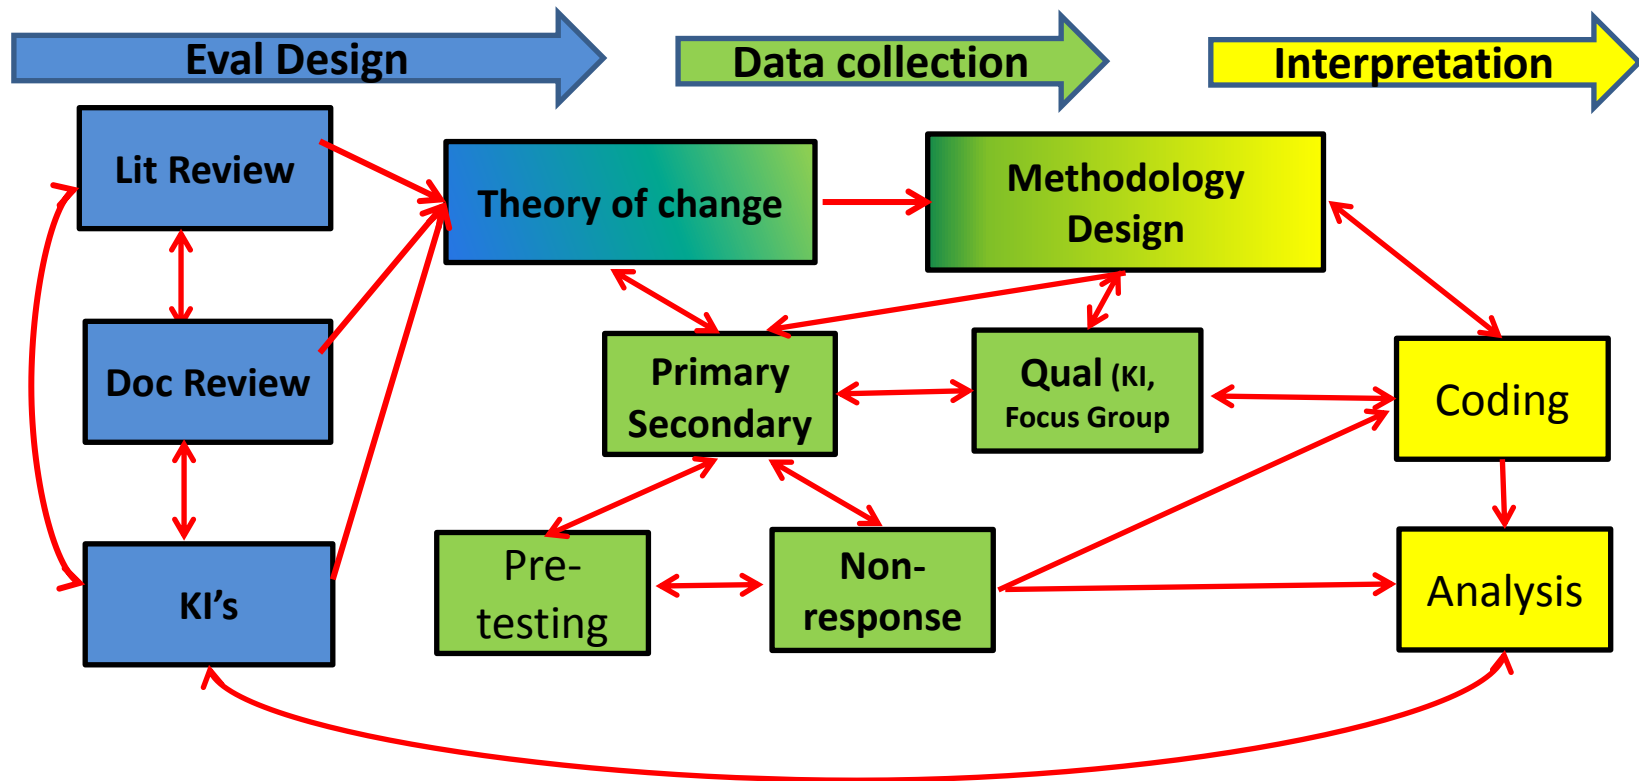 Eval Design
Data collection
Interpretation
Lit Review
Theory of change
Methodology
Design
Doc Review
Primary
Secondary
Qual (KI,
Focus Group
Coding
KI’s
Pre-
testing
Non-
response
Analysis